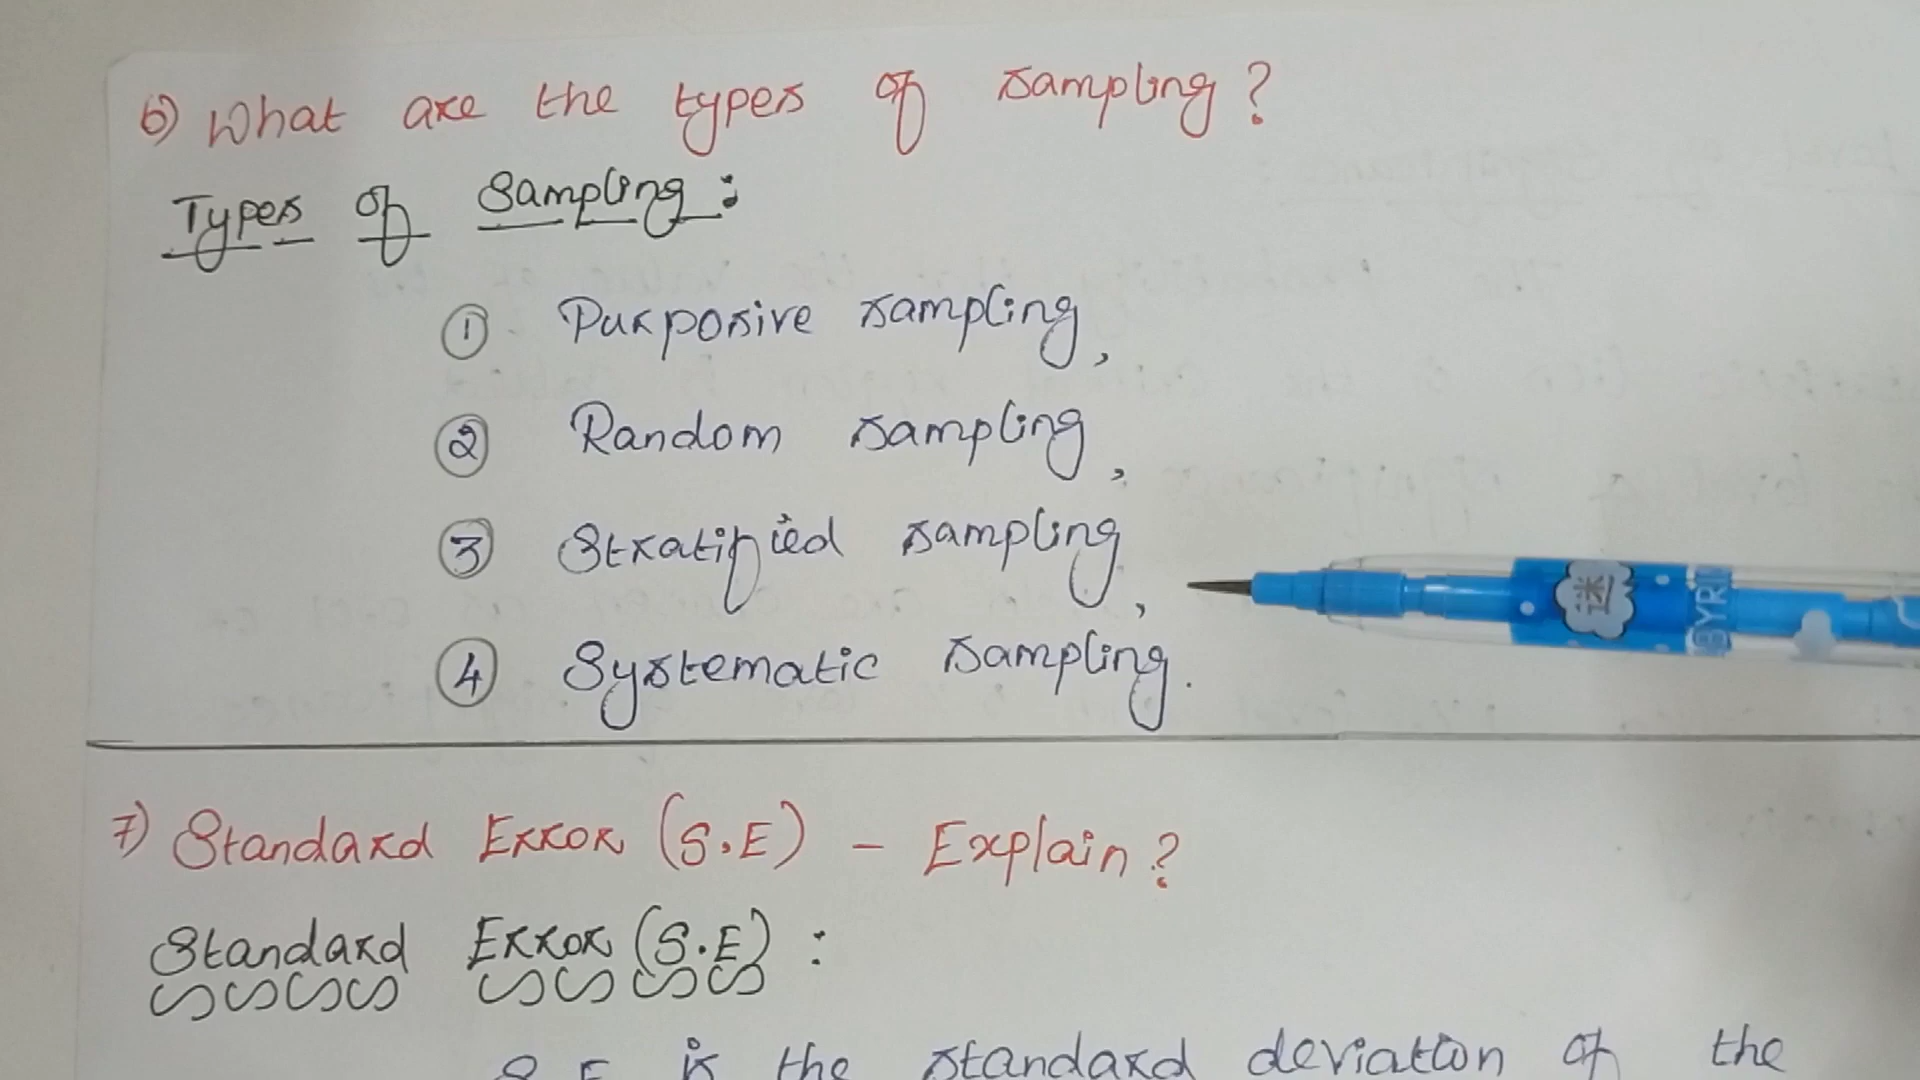 6) What are the types of sampling?
Types of Sampling:
① Purposive sampling,
② Random sampling,
③ Stratified sampling,
④ Systematic sampling.
7) Standard Error (S.E) - Explain?
Standard Error (S.E) :
S.E is the standard deviation of the